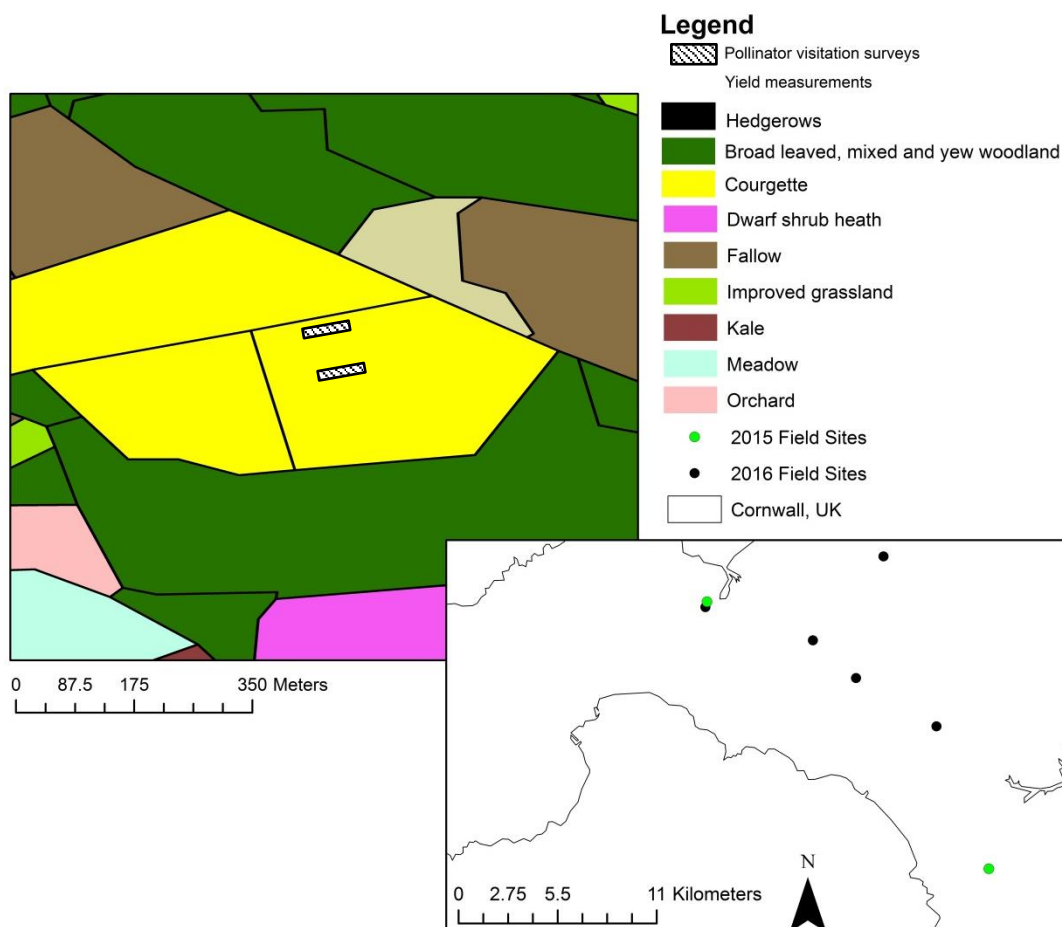 Legend
Pollinator visitation surveys
Yield measurements
Hedgerows
Broad leaved, mixed and yew woodland
Courgette
Dwarf shrub heath
Fallow
Improved grassland
Kale
Meadow
Orchard
2015 Field Sites
2016 Field Sites
Cornwall, UK
0 87.5 175 350 Meters
N
0 2.75 5.5 11 Kilometers